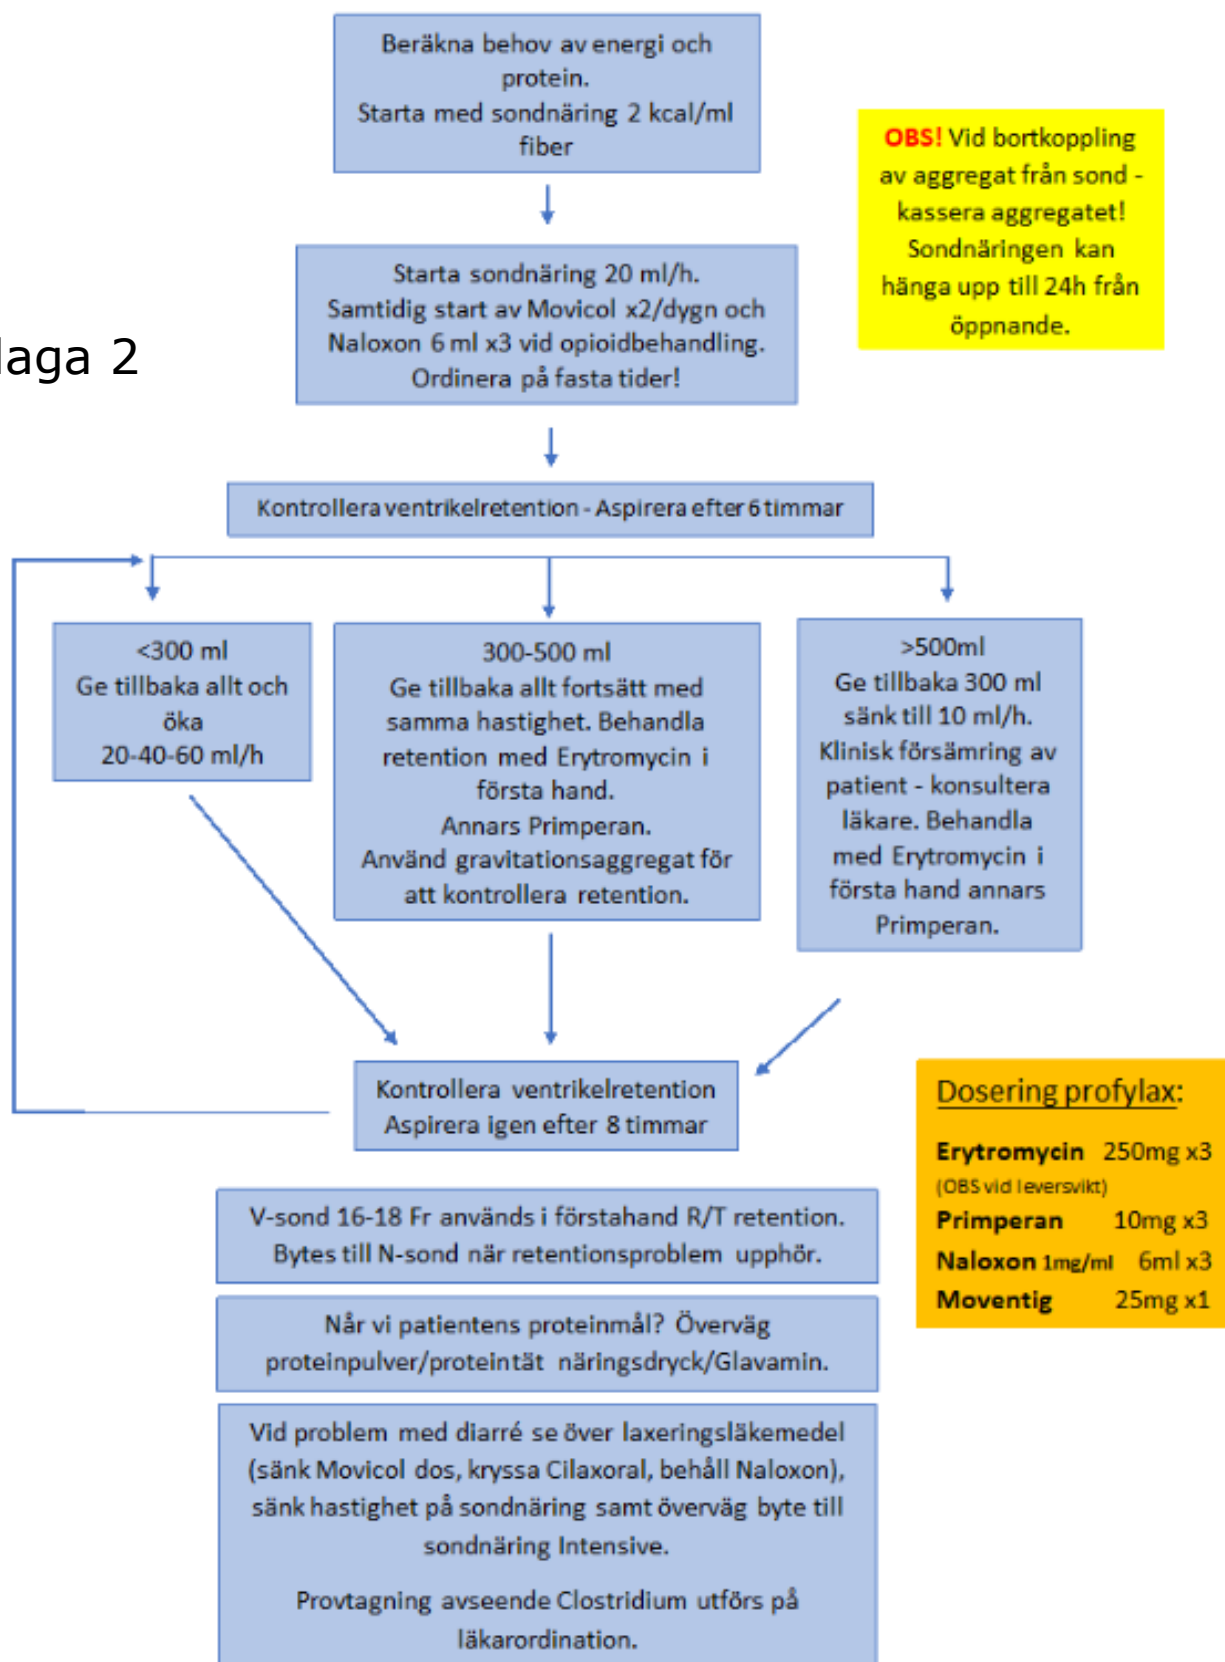 Beräkna behov av energi och
protein.
Starta med sondnäring 2 kcal/ml
fiber
OBS! Vid bortkoppling
av aggregat från sond -
kassera aggregatet!
Sondnäringen kan
hänga upp till 24h från
öppnande.
Starta sondnäring 20 ml/h.
Samtidig start av Movicol x2/dygn och
Naloxon 6 ml x3 vid opioidbehandling.
Ordinera på fasta tider!
laga 2
Kontrollera ventrikelretention - Aspirera efter 6 timmar
<300 ml
Ge tillbaka allt och
öka
20-40-60 ml/h
300-500 ml
Ge tillbaka allt fortsätt med
samma hastighet. Behandla
retention med Erytromycin i
första hand.
Annars Primperan.
Använd gravitationsaggregat för
att kontrollera retention.
>500ml
Ge tillbaka 300 ml
sänk till 10 ml/h.
Klinisk försämring av
patient - konsultera
läkare. Behandla
med Erytromycin i
första hand annars
Primperan.
Kontrollera ventrikelretention
Aspirera igen efter 8 timmar
Dosering profylax:
Erytromycin 250mg x3
(OBS vid leversvikt)
Primperan 10mg x3
Naloxon 1mg/ml 6ml x3
Moventig 25mg x1
V-sond 16-18 Fr används i förstahand R/T retention.
Bytes till N-sond när retentionsproblem upphör.
Når vi patientens proteinmål? Överväg
proteinpulver/proteintät näringsdryck/Glavamin.
Vid problem med diarré se över laxeringsläkemedel
(sänk Movicol dos, kryssa Cilaxoral, behåll Naloxon),
sänk hastighet på sondnäring samt överväg byte till
sondnäring Intensive.
Provtagning avseende Clostridium utförs på
läkarordination.